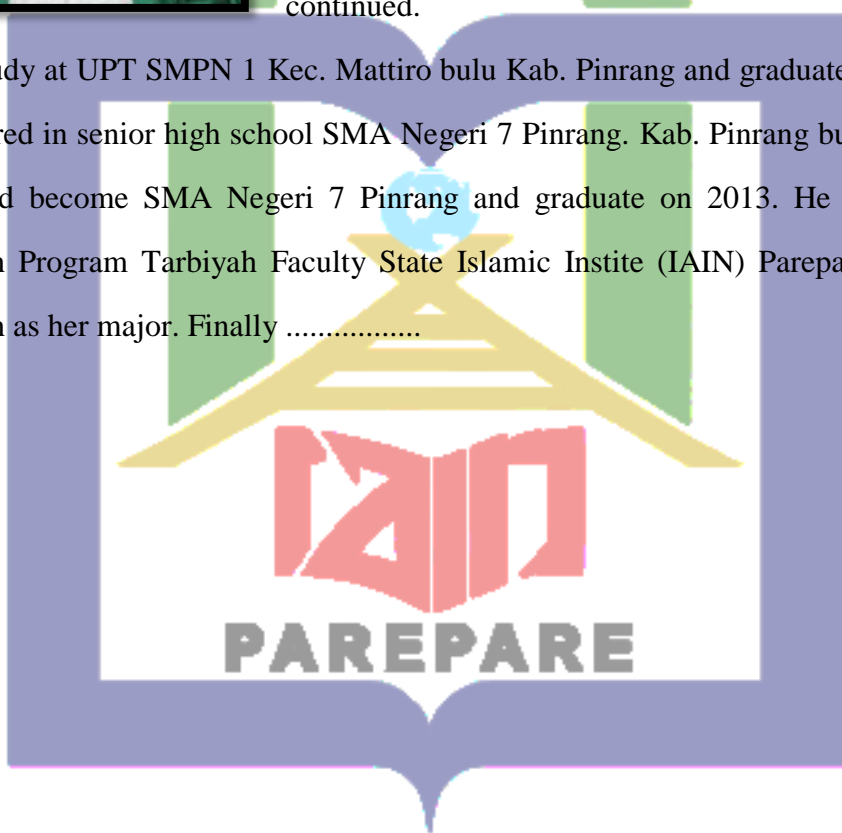 continued.
udy at UPT SMPN 1 Kec. Mattiro bulu Kab. Pinrang and graduate
red in senior high school SMA Negeri 7 Pinrang. Kab. Pinrang bu
d become SMA Negeri 7 Pinrang and graduate on 2013. He
n Program Tarbiyah Faculty State Islamic Instite (IAIN) Parepa
n as her major. Finally .................
iain
PAREPARE